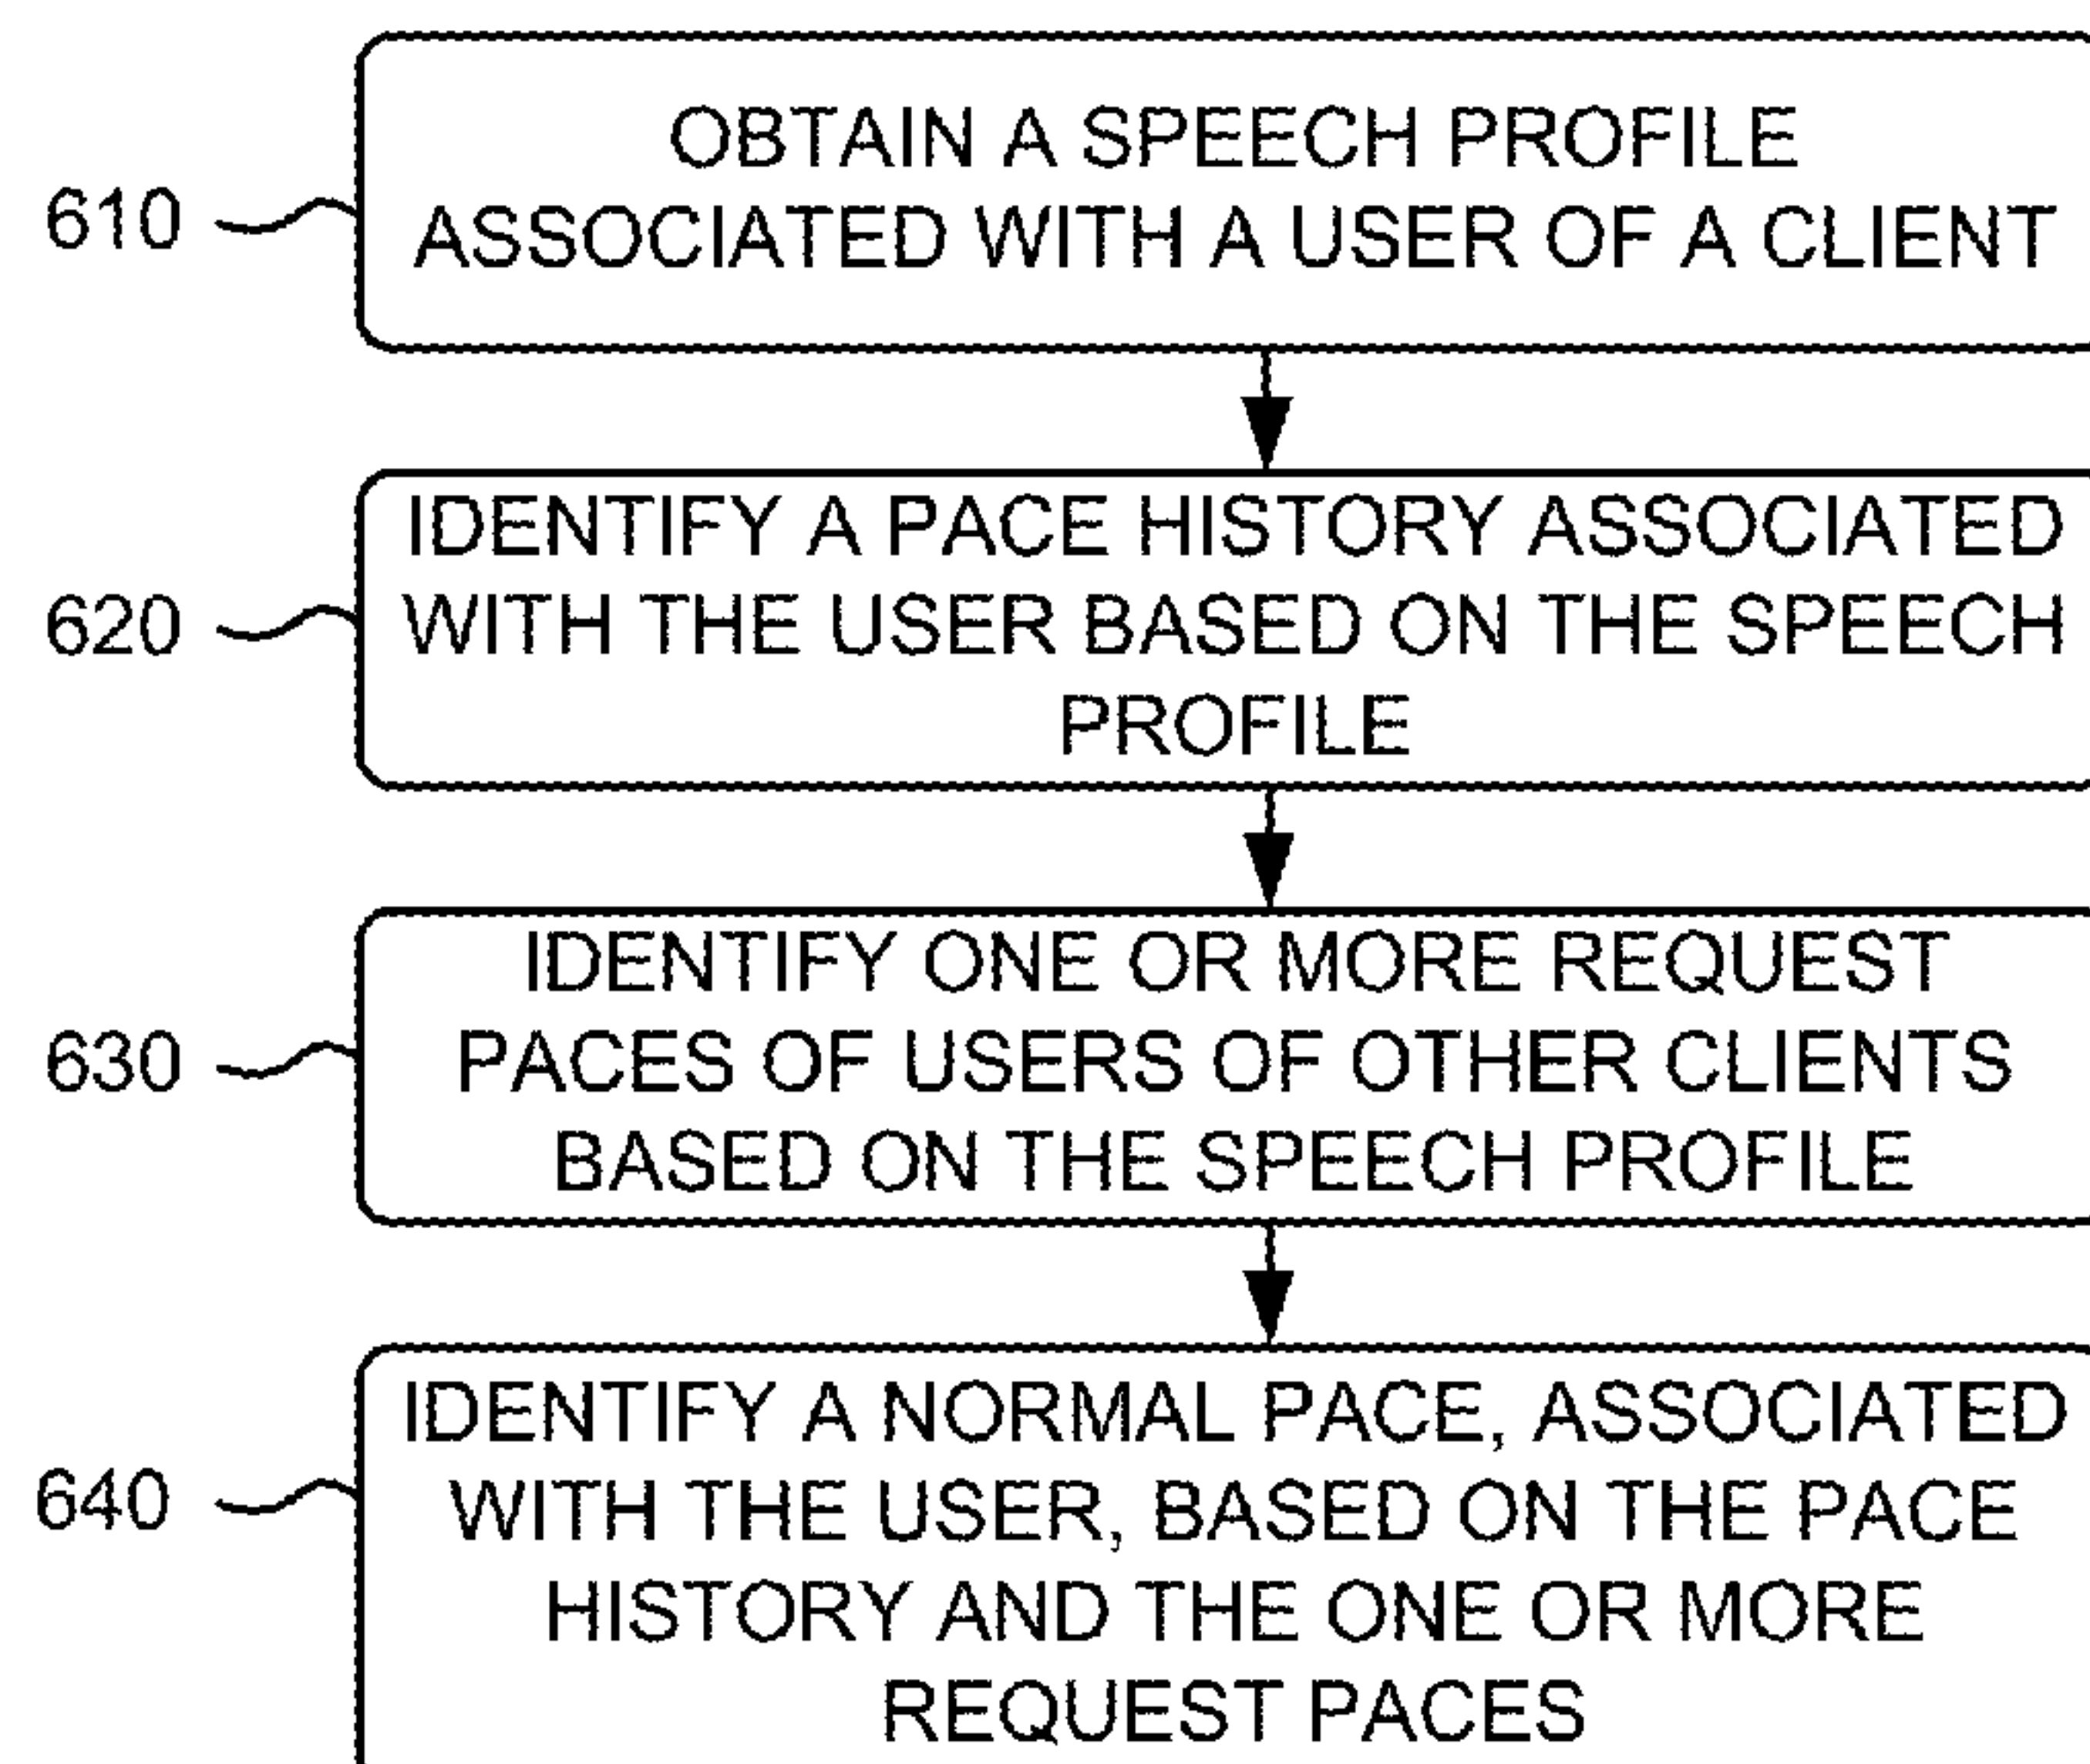 OBTAIN A SPEECH PROFILE
610
ASSOCIATED WITH A USER OF A CLIENT
IDENTIFY A PACE HISTORY ASSOCIATED
620
WITH THE USER BASED ON THE SPEECH
PROFILE
IDENTIFY ONE OR MORE REQUEST
630
PACES OF USERS OF OTHER CLIENTS
BASED ON THE SPEECH PROFILE
IDENTIFY A NORMAL PACE, ASSOCIATED
640
WITH THE USER, BASED ON THE PACE
HISTORY AND THE ONE OR MORE
REQUEST PACES